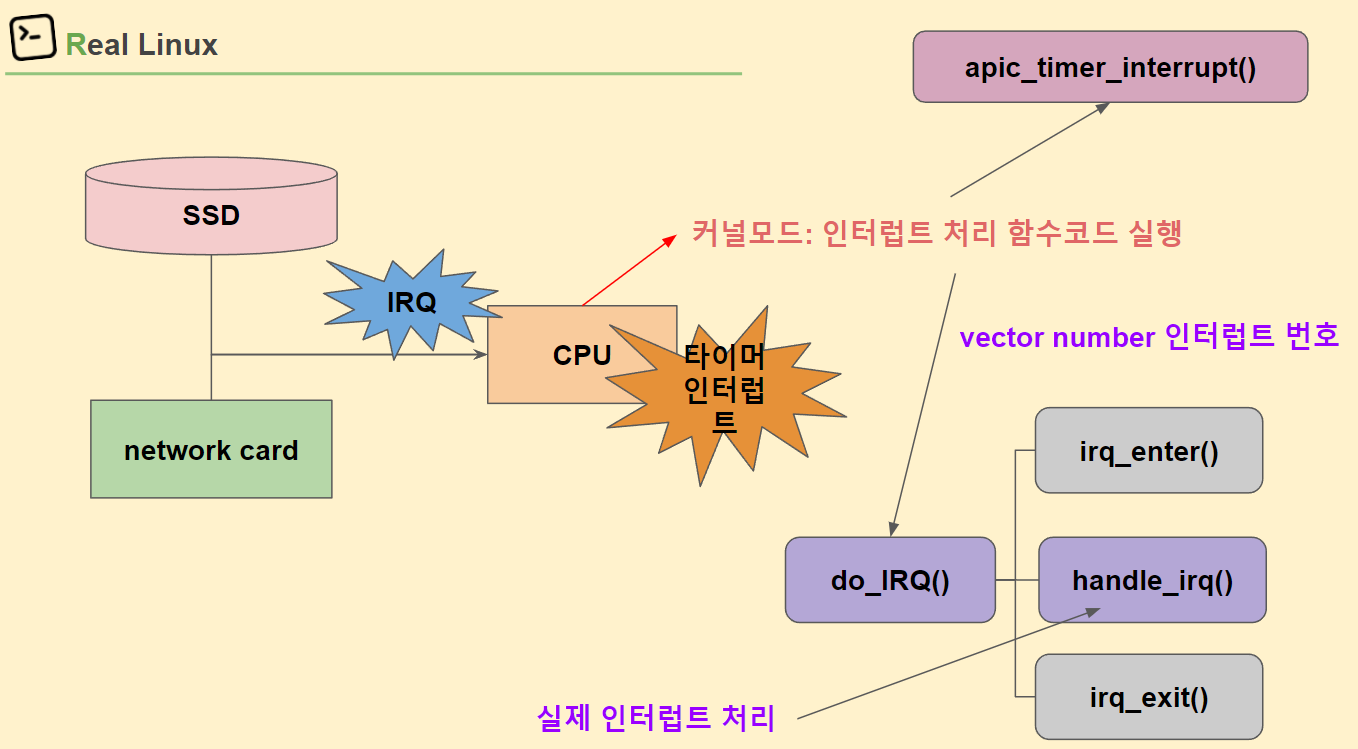 >_
Real Linux
apic_timer_interrupt()
SSD
커널모드: 인터럽트 처리 함수코드 실행
IRQ
vector number 인터럽트 번호
CPU
타이머
인터럽
트
network card
irq_enter()
do_IRQ()
handle_irq()
irq_exit()
실제 인터럽트 처리